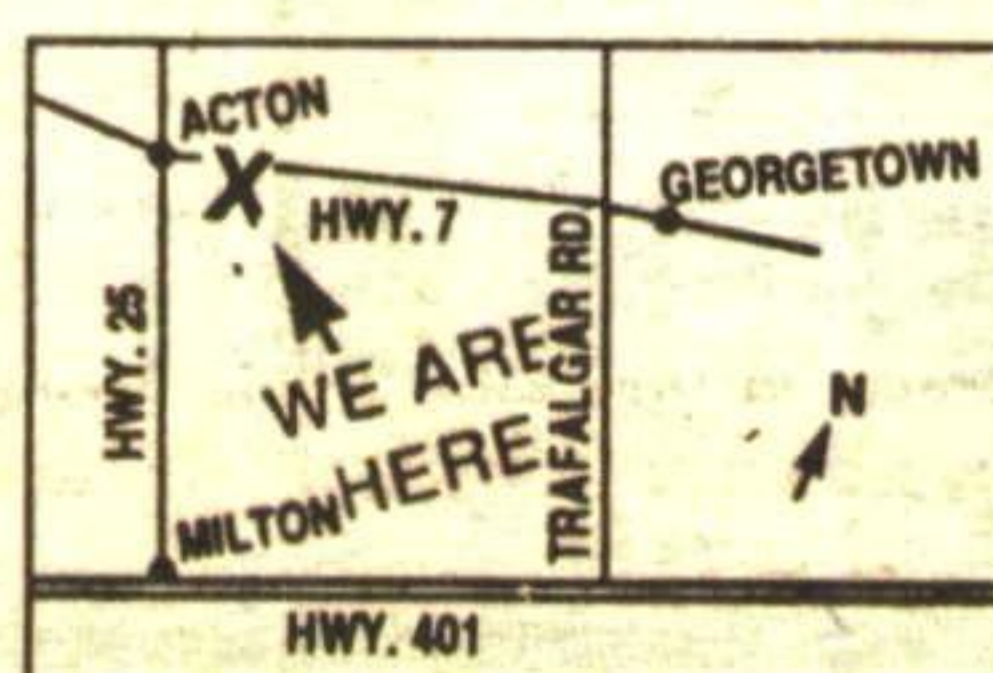 ACTON
X
GEORGETOWN
HWY. 7
HWY. 25
TRAFALGAR RD
WE ARE
HERE
N
MILTON
HWY. 401